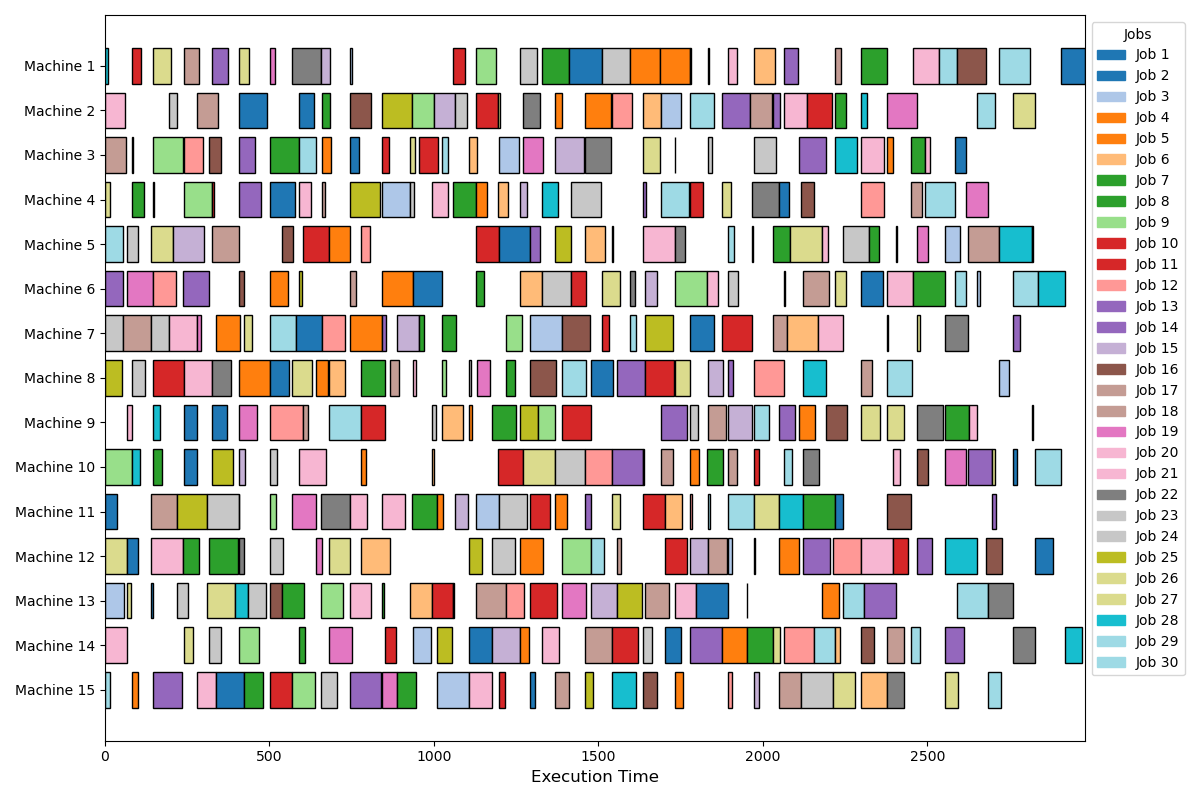 Machine 1
Machine 2
Machine 3
Machine 4
Machine 5
Machine 6
Machine 7
Machine 8
Machine 9
Machine 10
Machine 11
Machine 12
Machine 13
Machine 14
Machine 15
0 500 1000 1500 2000 2500
Execution Time
Jobs
Job 1
Job 2
Job 3
Job 4
Job 5
Job 6
Job 7
Job 8
Job 9
Job 10
Job 11
Job 12
Job 13
Job 14
Job 15
Job 16
Job 17
Job 18
Job 19
Job 20
Job 21
Job 22
Job 23
Job 24
Job 25
Job 26
Job 27
Job 28
Job 29
Job 30